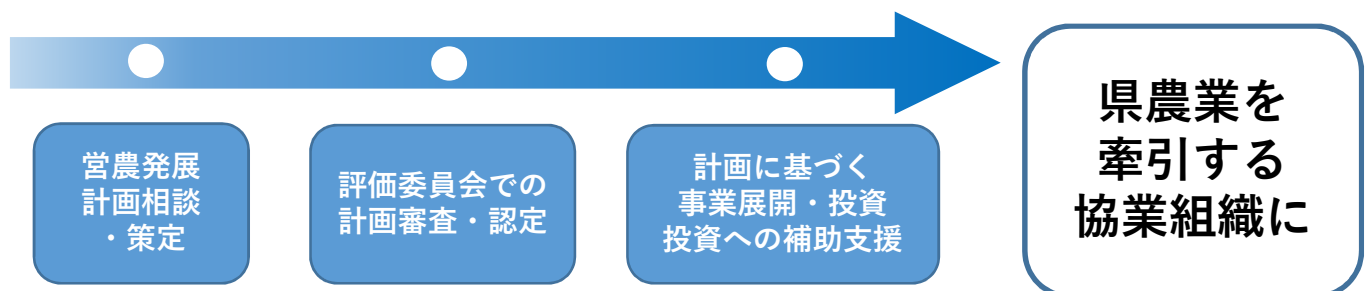 営農発展
計画相談
・策定
評価委員会での
計画審査・認定
計画に基づく
事業展開・投資
投資への補助支援
県農業を
牽引する
協業組織に